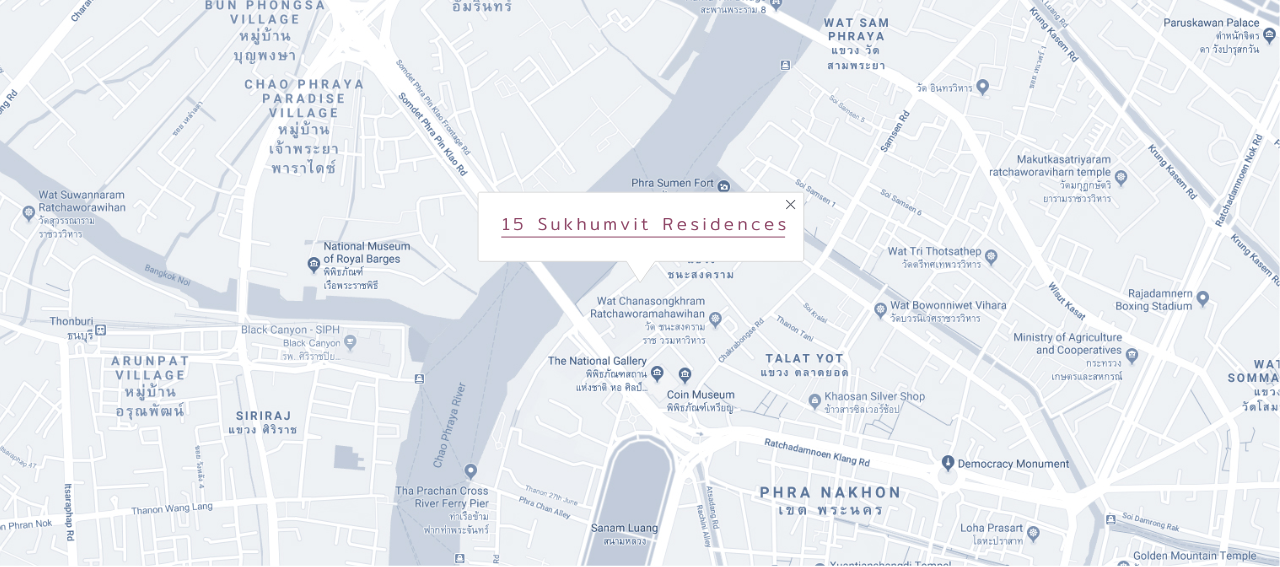 BUN PHONGSA
VILLAGE
หมู่บ้าน
บุญพงษา
อัมรินทร์
สะพานพระราม 8
WAT SAM
PHRAYA
แขวง วัด
สามพระยา
Krung Kasem Rd
Paruskawan Palace
ตำหนักจิตร
ลดา วังปารุสกวัน
CHAO PHRAYA
PARADISE
VILLAGE
หมู่บ้าน
เจ้าพระยา
พาราไดซ์
Somdet Phra Pin Klao Frontage Rd
Somdet Phra Pin Klao Rd
วัด อินทรวิหาร
Soi Samsen 5
Samsen Rd
Krung Kasem Rd
Ratchadamnoen Nok Rd
Makutkasatriyaram
ratchaworaviharn temple
วัดมกุฏกษัตริ
ยารามราชวรวิหาร
Phra Sumen Fort
Soi Samsen 1
Soi Samsen 6
Wat Suwannaram
Ratchaworawihan
วัดสุวรรณาราม
ราชวรวิหาร
15 Sukhumvit Residences
Krung Kasem Rd
National Museum
of Royal Barges
พิพิธภัณฑ์
เรือพระราชพิธี
Bangkok Noi
ชนะสงคราม
Wat Tri Thotsathep
วัดตรีทศเทพวรวิหาร
Wisut Kasat
Wat Chanasongkhram
Ratchaworamahawihan
วัด ชนะสงคราม
ราช วรมหาวิหาร
Wat Bowonniwet Vihara
วัดบวรนิเวศราชวรวิหาร
Rajadamnern
Boxing Stadium
Thonburi
ธนบุรี
Black Canyon - SIPH
Black Canyon
รพ. ศิริราชปิย...
Soi Kraisi
Thanon Tani
Chakrabongse Rd
Ministry of Agriculture
and Cooperatives
กระทรวง
เกษตรและสหกรณ์
ARUNPAT
VILLAGE
หมู่บ้าน
อรุณพัฒน์
The National Gallery
พิพิธภัณฑสถาน
แห่งชาติ หอ ศิลป์...
TALAT YOT
แขวง ตลาดยอด
Coin Museum
พิพิธภัณฑ์เหรียญ
Khaosan Silver Shop
ข้าวสารซิลเวอร์ช้อป
SIRIRAJ
แขวง ศิริราช
Chao Phraya River
Ratchadamnoen Klang Rd
Democracy Monument
Itsaraphap Rd
Tha Prachan Cross
River Ferry Pier
ท่าเรือข้าม
ฟากท่าพระจันทร์
Thanon 27th June
Phra Chan Alley
PHRA NAKHON
เขต พระนคร
Atsadang Rd
Rachini Alley
Thanon Wang Lang
Sanam Luang
สนามหลวง
Loha Prasart
โลหะปราสาท
Soi Damrong Rak
Golden Mountain Temple